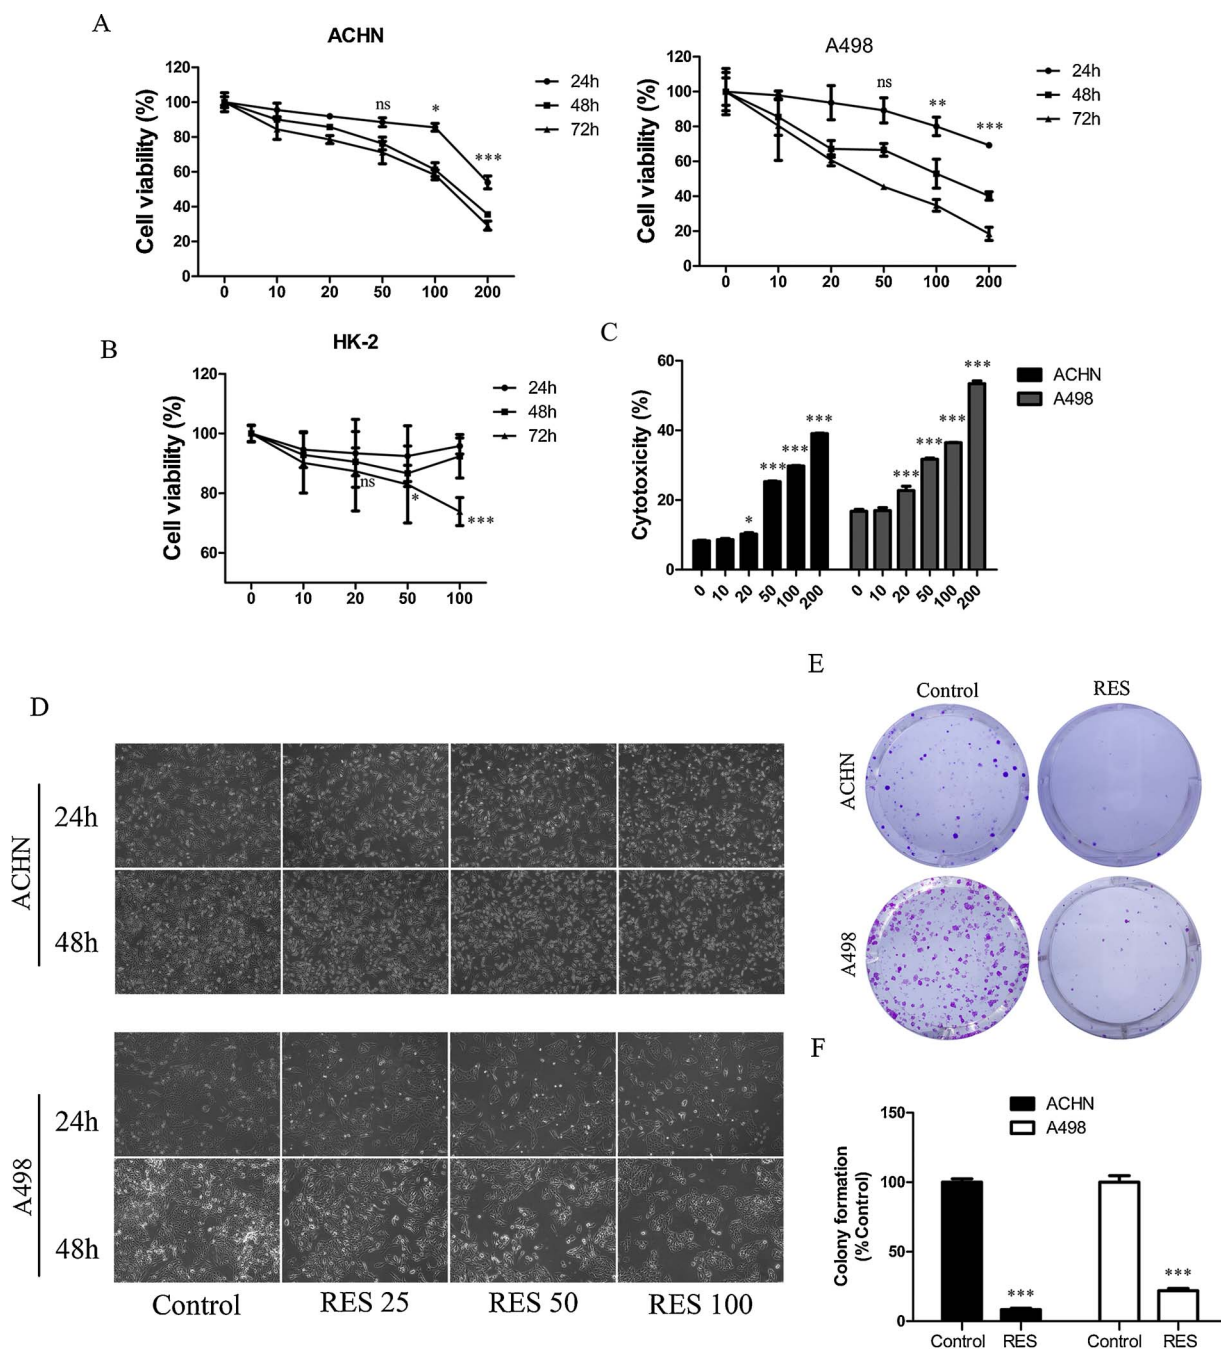 A
ACHN
Cell viability (%)
120
100
80
60
40
20
0
0 10 20 50 100 200
ns
*
***
24h
48h
72h
A498
Cell viability (%)
120
100
80
60
40
20
0
0 10 20 50 100 200
ns
**
***
24h
48h
72h
B
HK-2
Cell viability (%)
120
100
80
60
0 10 20 50 100
ns
*
***
24h
48h
72h
C
Cytotoxicity (%)
60
40
20
0
* *** *** ***
*** *** *** ***
0 10 20 50 100 200
0 10 20 50 100 200
ACHN
A498
D
ACHN
24h
48h
A498
24h
48h
Control RES 25 RES 50 RES 100
E
Control RES
ACHN
A498
F
ACHN
A498
Colony formation
(% Control)
150
100
50
0
***
***
Control RES Control RES